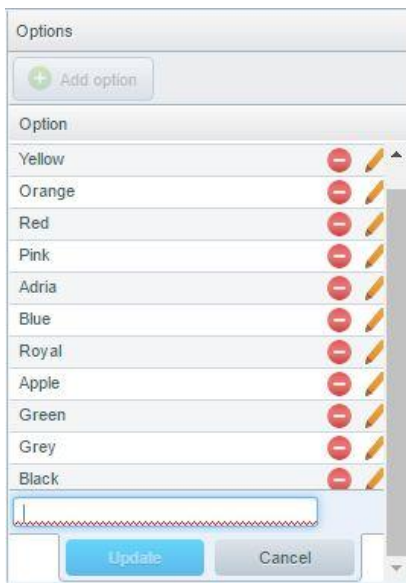 Options
Add option
Option
Yellow
Orange
Red
Pink
Adria
Blue
Royal
Apple
Green
Grey
Black
Update
Cancel